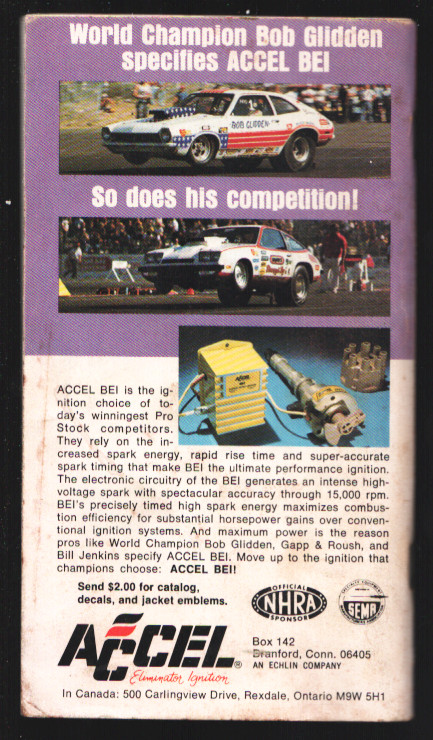 World Champion Bob Glidden
specifies ACCEL BEI
BOB GLIDDEN
So does his competition!
ACCEL
ACCEL BEI is the ig-
nition choice of to-
day's winningest Pro
Stock competitors.
They rely on the in-
creased spark energy, rapid rise time and super-accurate
spark timing that make BEI the ultimate performance ignition.
The electronic circuitry of the BEI generates an intense high-
voltage spark with spectacular accuracy through 15,000 rpm.
BEI's precisely timed high spark energy maximizes combus-
tion efficiency for substantial horsepower gains over conven-
tional ignition systems. And maximum power is the reason
pros like World Champion Bob Glidden, Gapp & Roush, and
Bill Jenkins specify ACCEL BEI. Move up to the ignition that
champions choose: ACCEL BEI!
Send $2.00 for catalog,
decals, and jacket emblems.
OFFICIAL
NHRA
SPONSOR
SEMA
ACCEL®
Eliminator Ignition
Box 142
Branford, Conn. 06405
AN ECHLIN COMPANY
In Canada: 500 Carlingview Drive, Rexdale, Ontario M9W 5H1